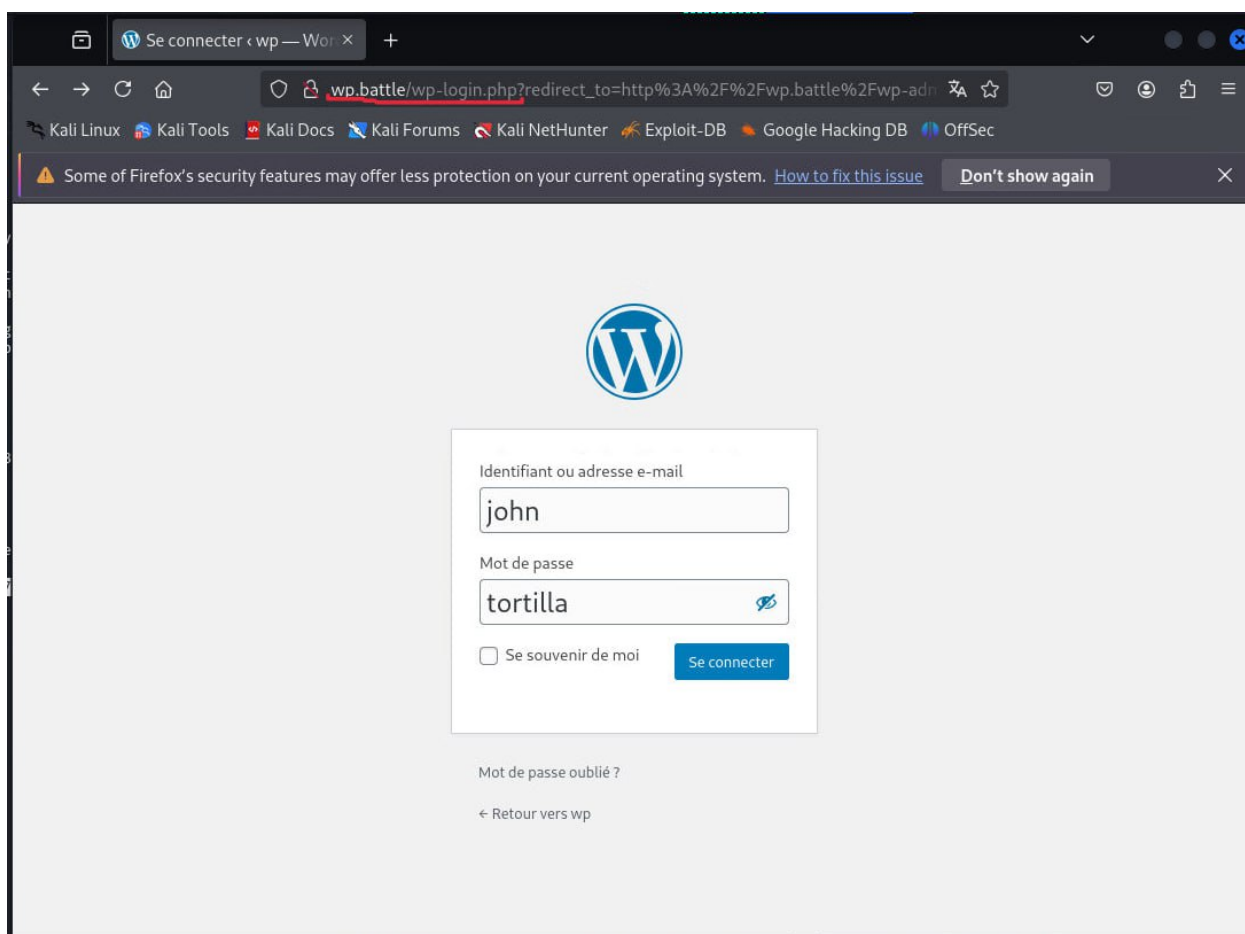 Se connecter ‹ wp — Wor
wp.battle/wp-login.php?redirect_to=http%3A%2F%2Fwp.battle%2Fwp-adn
Kali Linux Kali Tools Kali Docs Kali Forums Kali NetHunter Exploit-DB Google Hacking DB OffSec
Some of Firefox's security features may offer less protection on your current operating system. How to fix this issue Don't show again
Identifiant ou adresse e-mail
john
Mot de passe
tortilla
Se souvenir de moi Se connecter
Mot de passe oublié ?
← Retour vers wp